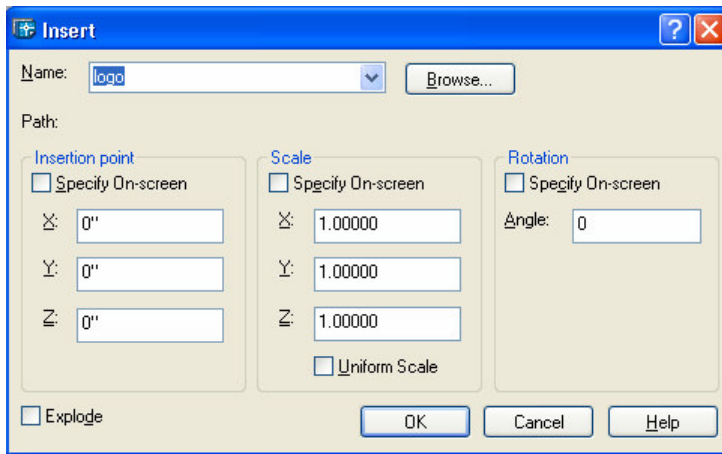 Insert
Name: logo Browse...
Path:
Insertion point Scale Rotation
Specify On-screen Specify On-screen Specify On-screen
X: 0" X: 1.00000 Angle: 0
Y: 0" Y: 1.00000
Z: 0" Z: 1.00000
Uniform Scale
Explode OK Cancel Help